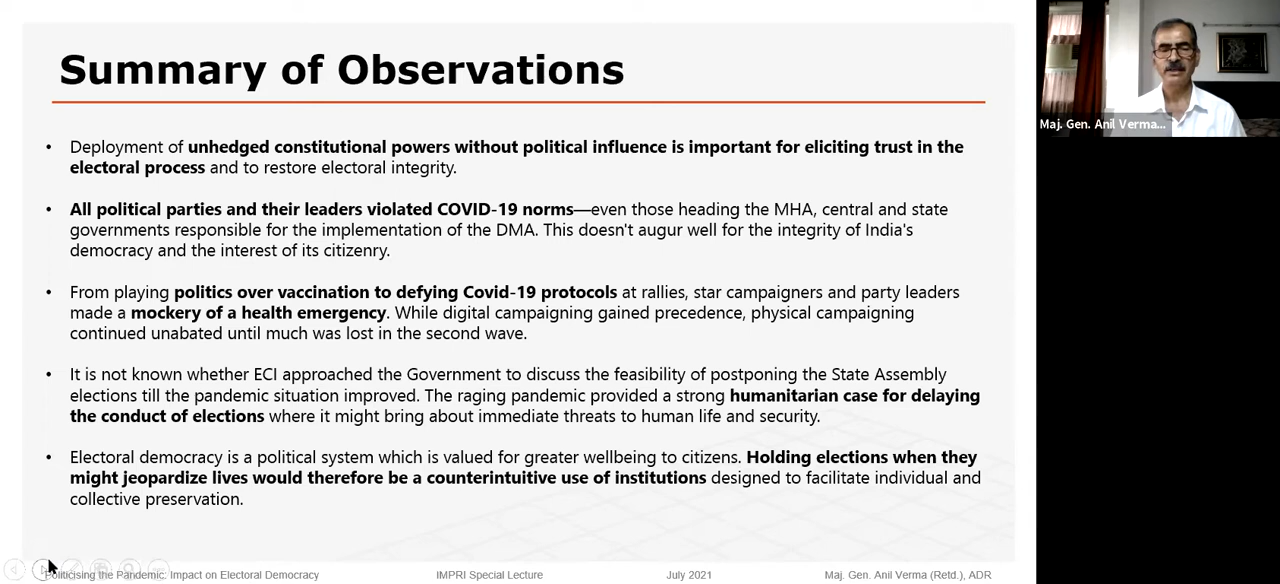 Summary of Observations
• Deployment of unhedged constitutional powers without political influence is important for eliciting trust in the
electoral process and to restore electoral integrity.
• All political parties and their leaders violated COVID-19 norms—even those heading the MHA, central and state
governments responsible for the implementation of the DMA. This doesn't augur well for the integrity of India's
democracy and the interest of its citizenry.
• From playing politics over vaccination to defying Covid-19 protocols at rallies, star campaigners and party leaders
made a mockery of a health emergency. While digital campaigning gained precedence, physical campaigning
continued unabated until much was lost in the second wave.
• It is not known whether ECI approached the Government to discuss the feasibility of postponing the State Assembly
elections till the pandemic situation improved. The raging pandemic provided a strong humanitarian case for delaying
the conduct of elections where it might bring about immediate threats to human life and security.
• Electoral democracy is a political system which is valued for greater wellbeing to citizens. Holding elections when they
might jeopardize lives would therefore be a counterintuitive use of institutions designed to facilitate individual and
collective preservation.
Politicising the Pandemic: Impact on Electoral Democracy IMPRI Special Lecture July 2021 Maj. Gen. Anil Verma (Retd.), ADR
Maj. Gen. Anil Verma...